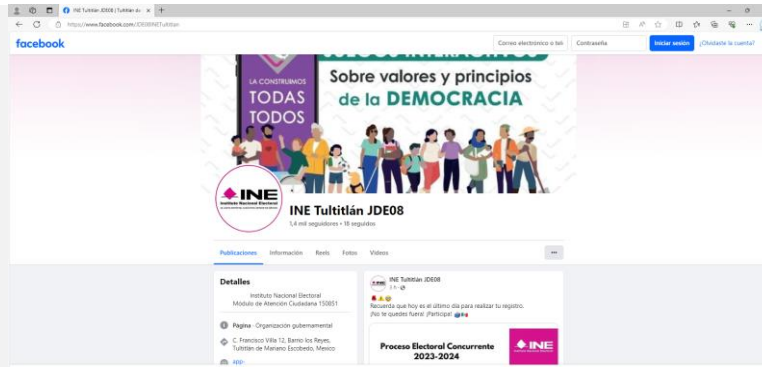 INE Tultitlán JDE08 | Tultitlán de
https://www.facebook.com/JDE08INETultitlan
facebook
Correo electrónico o tel
Contraseña
Iniciar sesión
¿Olvidaste la cuenta?
LA CONSTRUIMOS
TODAS
TODOS
Sobre valores y principios
de la DEMOCRACIA
INE
Instituto Nacional Electoral
INE Tultitlán JDE08
1,4 mil seguidores • 18 seguidos
Publicaciones
Información
Reels
Fotos
Videos
Detalles
Instituto Nacional Electoral
Módulo de Atención Ciudadana 150851
Página · Organización gubernamental
C. Francisco Villa 12, Barrio los Reyes,
Tultitlán de Mariano Escobedo, Mexico
app-
INE Tultitlán JDE08
Recuerda que hoy es el último día para realizar tu registro.
¡No te quedes fuera! ¡Participa!
Proceso Electoral Concurrente
2023-2024
INE